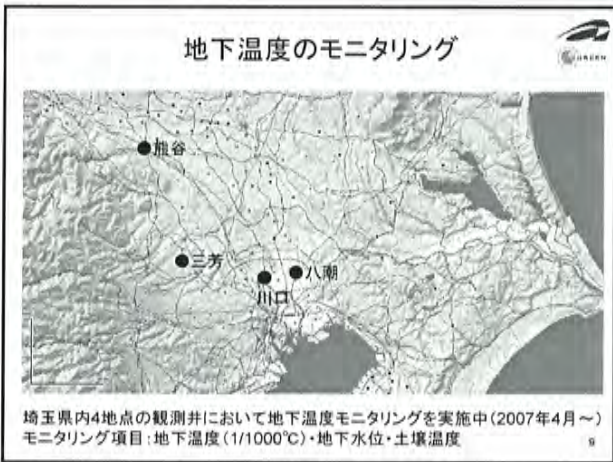 地下温度のモニタリング
熊谷
三芳
八潮
川口
埼玉県内4地点の観測井において地下温度モニタリングを実施中(2007年4月~)
モニタリング項目:地下温度(1/1000℃)・地下水位・土壌温度
9